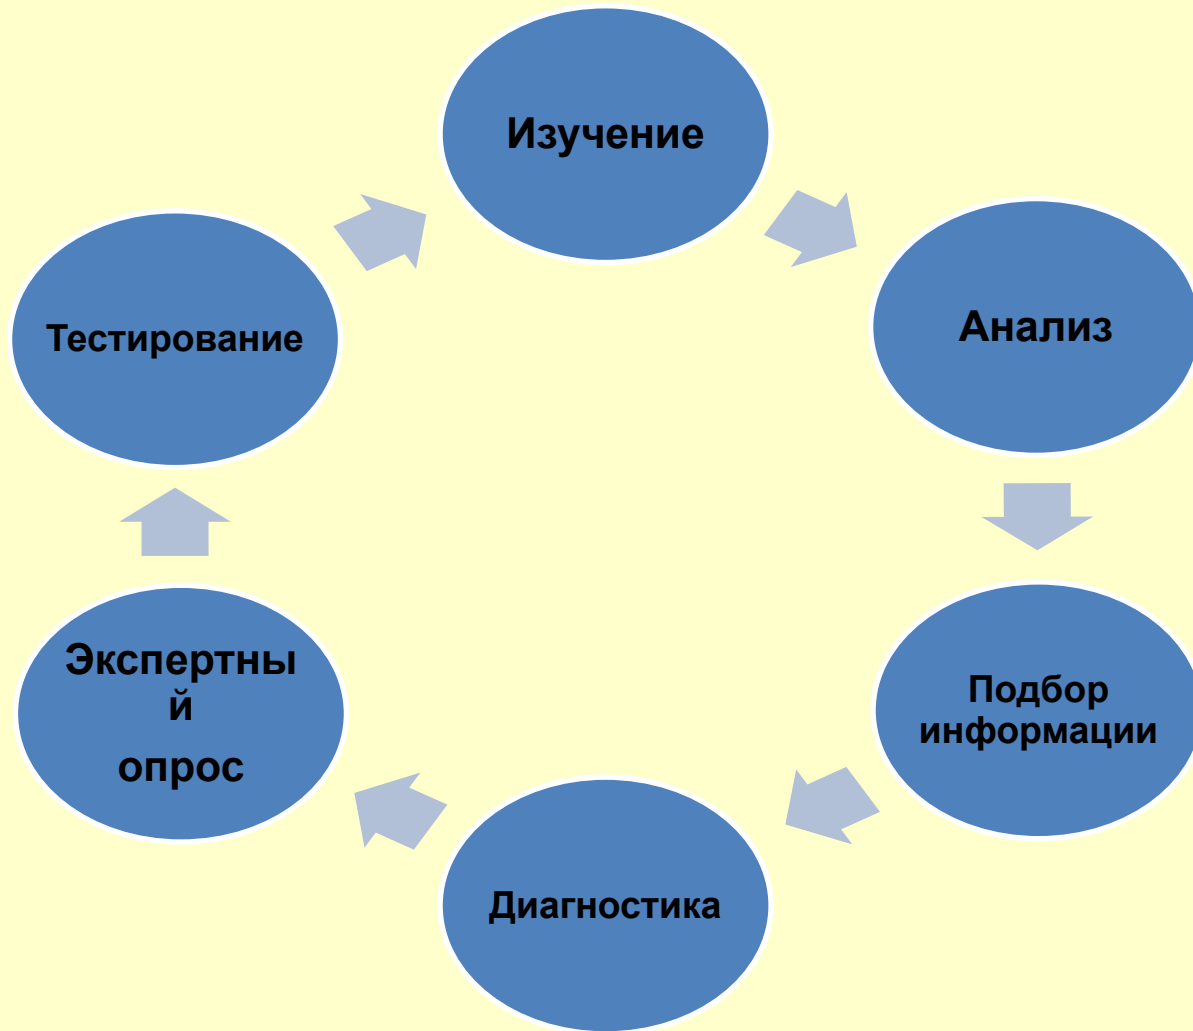 Изучение
Анализ
Подбор
информации
Диагностика
Экспертны
й
опрос
Тестирование